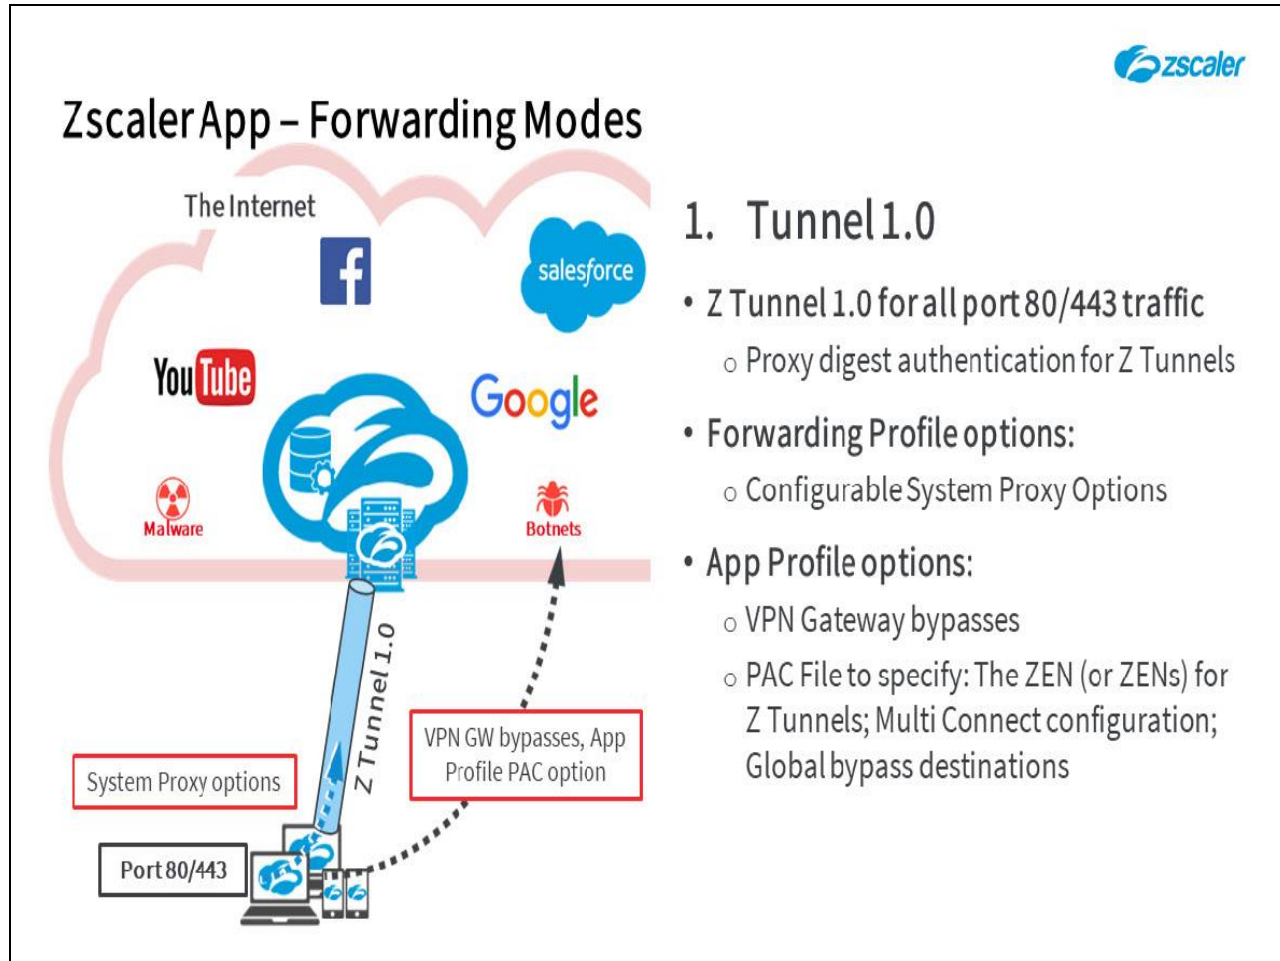 zscaler
Zscaler App – Forwarding Modes
The Internet
f
salesforce
YouTube
Google
Malware
Botnets
Z Tunnel 1.0
System Proxy options
VPN GW bypasses, App
Profile PAC option
Port 80/443
1. Tunnel 1.0
• Z Tunnel 1.0 for all port 80/443 traffic
o Proxy digest authentication for Z Tunnels
• Forwarding Profile options:
o Configurable System Proxy Options
• App Profile options:
o VPN Gateway bypasses
o PAC File to specify: The ZEN (or ZENs) for
Z Tunnels; Multi Connect configuration;
Global bypass destinations